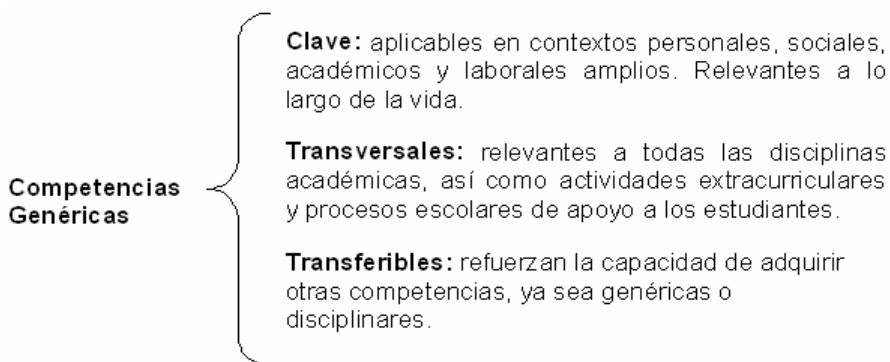 Clave: aplicables en contextos personales, sociales,
académicos y laborales amplios. Relevantes a lo
largo de la vida.
Transversales: relevantes a todas las disciplinas
académicas, así como actividades extracurriculares
y procesos escolares de apoyo a los estudiantes.
Competencias
Genéricas
Transferibles: refuerzan la capacidad de adquirir
otras competencias, ya sea genéricas o
disciplinares.